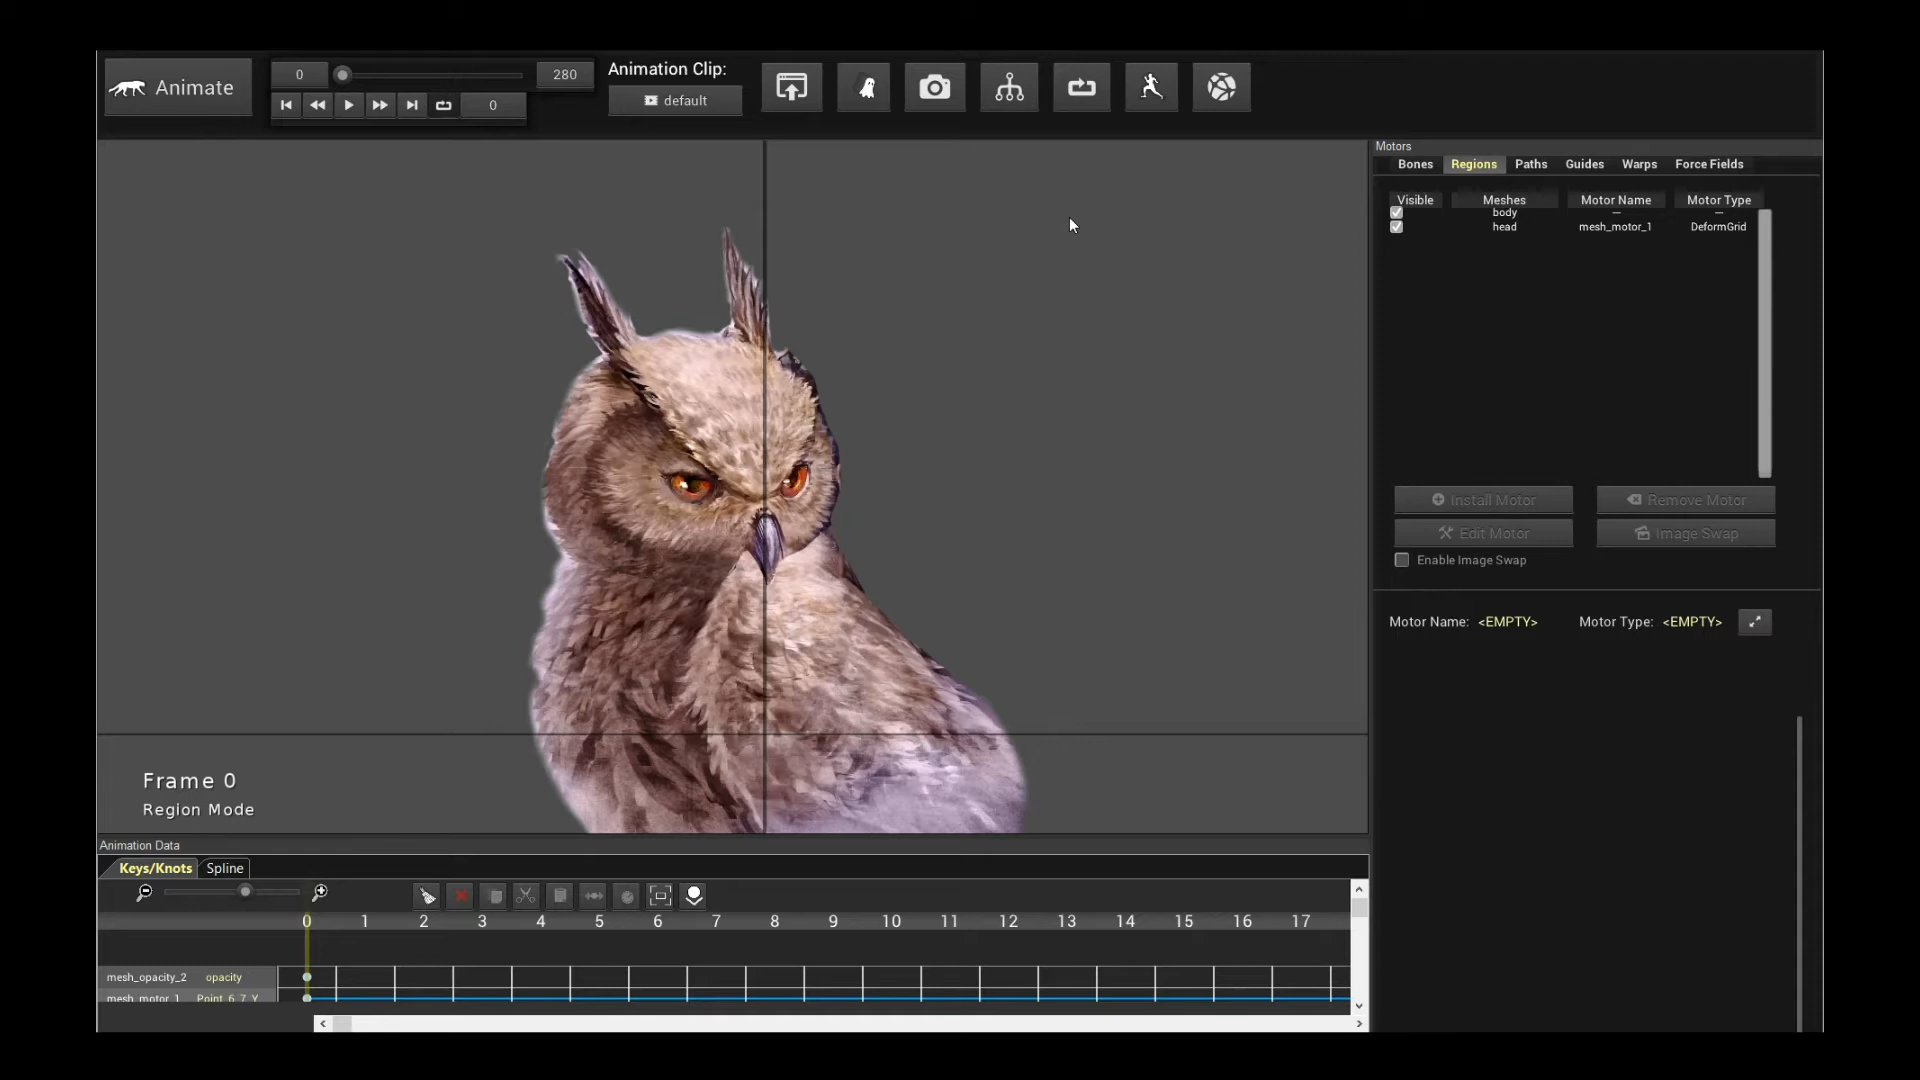 Animate
0
280
0
Animation Clip:
default
Motors
Bones Regions Paths Guides Warps Force Fields
Visible Meshes Motor Name Motor Type
body — —
head mesh_motor_1 DeformGrid
Install Motor Remove Motor
Edit Motor Image Swap
Enable Image Swap
Motor Name: <EMPTY> Motor Type: <EMPTY>
Frame 0
Region Mode
Animation Data
Keys/Knots Spline
0 1 2 3 4 5 6 7 8 9 10 11 12 13 14 15 16 17
mesh_opacity_2 opacity
mesh_motor_1 Point_6_7_Y